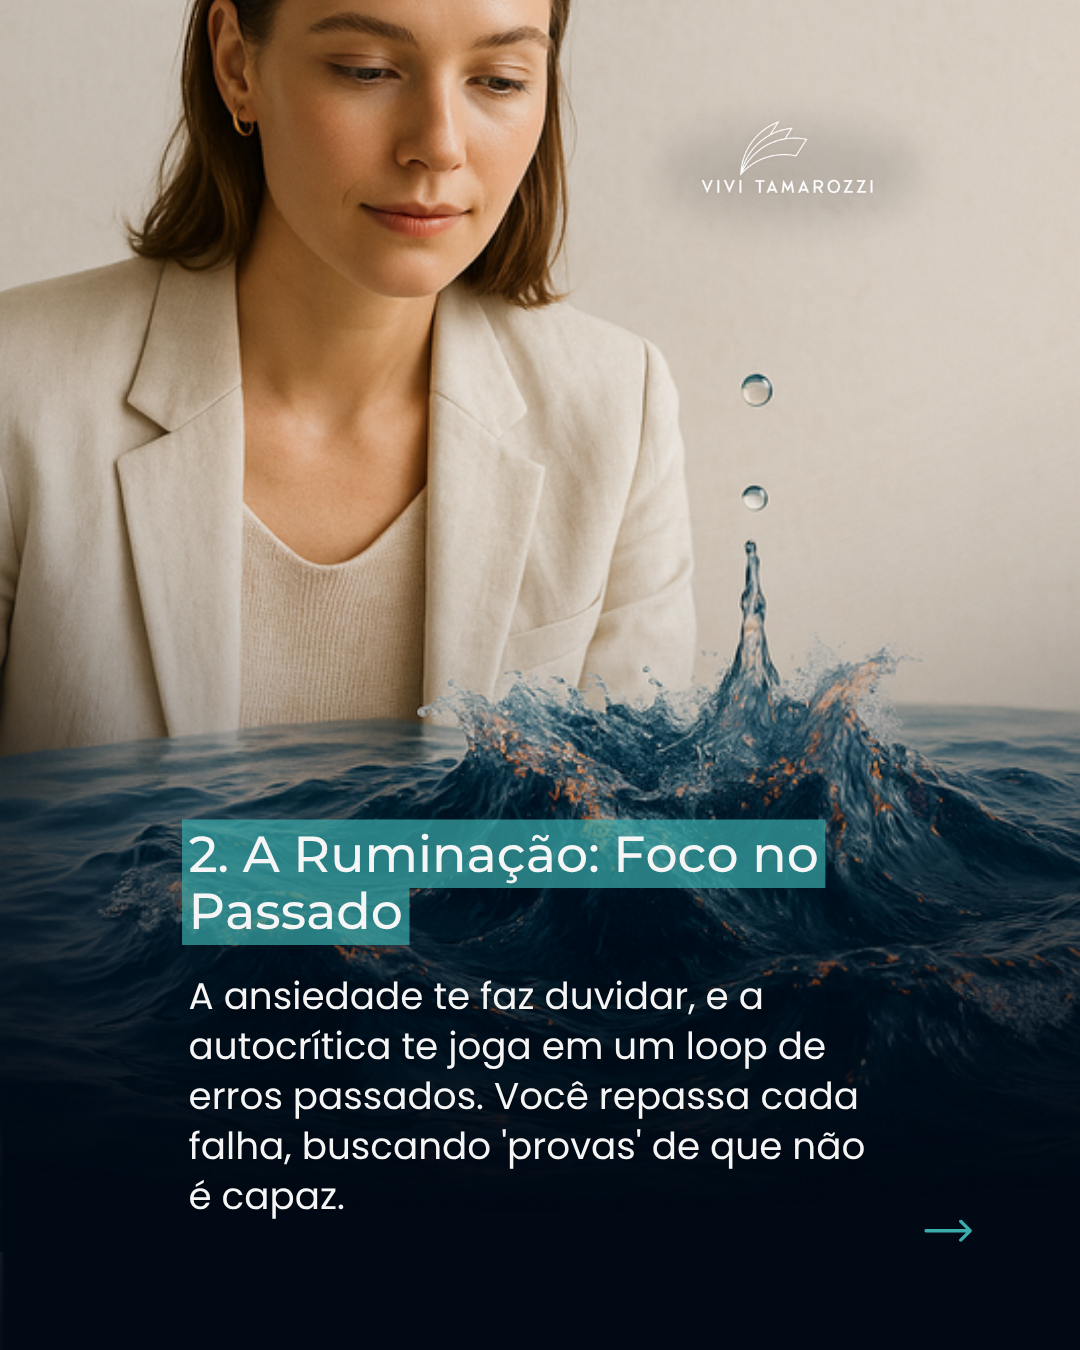 VIVI TAMAROZZI
2. A Ruminação: Foco no
Passado
A ansiedade te faz duvidar, e a
autocrítica te joga em um loop de
erros passados. Você repassa cada
falha, buscando 'provas' de que não
é capaz.